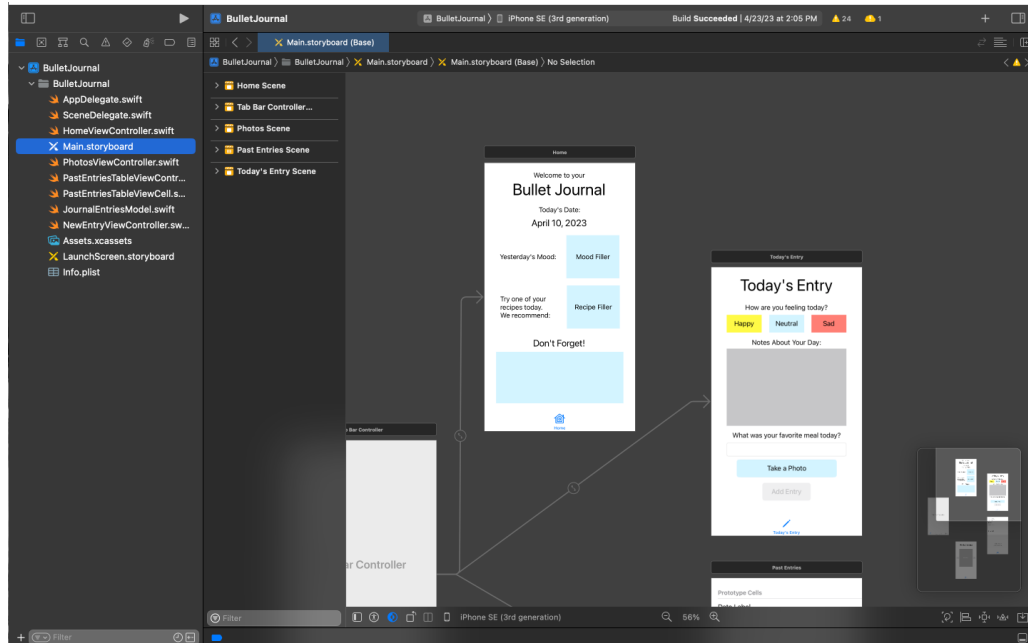 BulletJournal
BulletJournal
iPhone SE (3rd generation)
Build Succeeded | 4/23/23 at 2:05 PM
24
1
Main.storyboard (Base)
BulletJournal
BulletJournal
Main.storyboard
Main.storyboard (Base)
No Selection
BulletJournal
BulletJournal
AppDelegate.swift
SceneDelegate.swift
HomeViewController.swift
Main.storyboard
PhotosViewController.swift
PastEntriesTableViewContr...
PastEntriesTableViewCell.s...
JournalEntriesModel.swift
NewEntryViewController.sw...
Assets.xcassets
LaunchScreen.storyboard
Info.plist
Filter
Home Scene
Tab Bar Controller...
Photos Scene
Past Entries Scene
Today's Entry Scene
Filter
Home
Welcome to your
Bullet Journal
Today's Date:
April 10, 2023
Yesterday's Mood:
Mood Filler
Try one of your
recipes today.
We recommend:
Recipe Filler
Don't Forget!
Home
Bar Controller
ar Controller
Today's Entry
Today's Entry
How are you feeling today?
Happy
Neutral
Sad
Notes About Your Day:
What was your favorite meal today?
Take a Photo
Add Entry
Today's Entry
Past Entries
Prototype Cells
iPhone SE (3rd generation)
56%